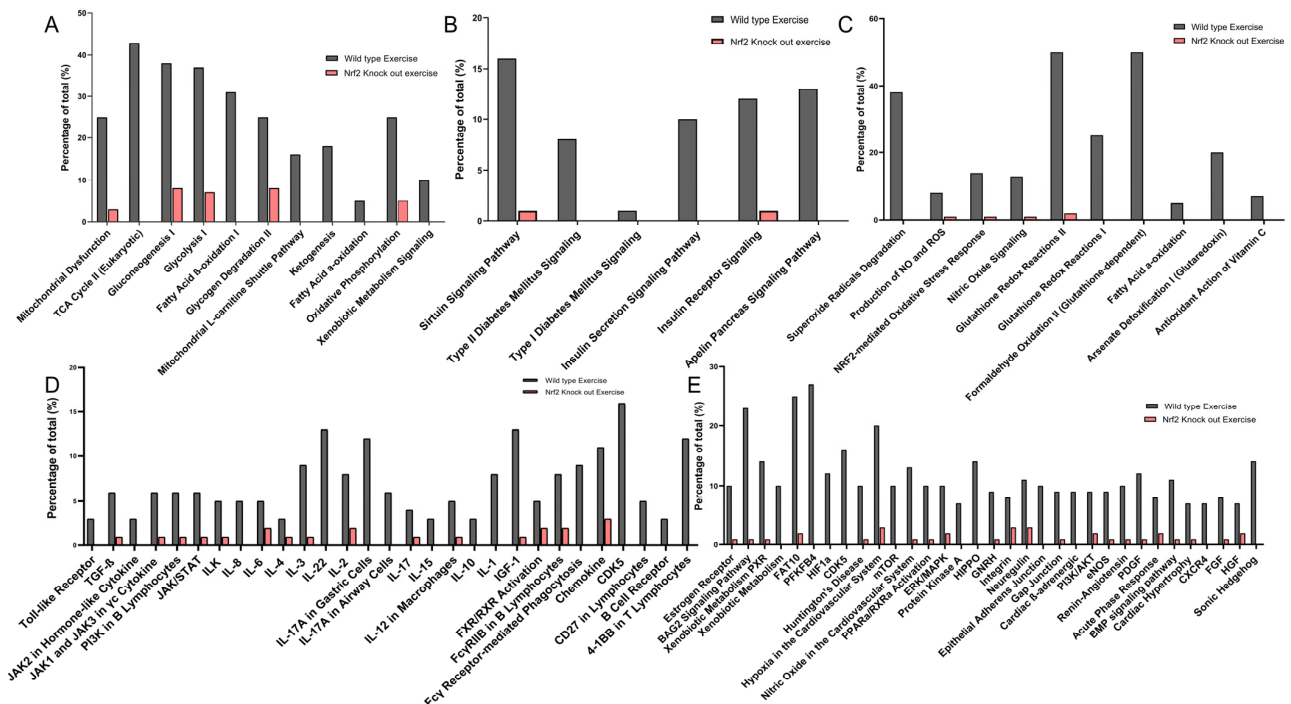 A
Percentage of total (%)
50
40
30
20
10
0
Wild type Exercise
Nrf2 Knock out exercise
Mitochondrial Dysfunction
TCA Cycle II (Eukaryotic)
Gluconeogenesis I
Glycolysis I
Fatty Acid b-oxidation I
Glycogen Degradation II
Mitochondrial L-carnitine Shuttle Pathway
Ketogenesis
Fatty Acid a-oxidation
Oxidative Phosphorylation
Xenobiotic Metabolism Signaling
B
Percentage of total (%)
20
15
10
5
0
Wild type Exercise
Nrf2 Knock out exercise
Sirtuin Signaling Pathway
Type II Diabetes Mellitus Signaling
Type I Diabetes Mellitus Signaling
Insulin Secretion Signaling Pathway
Insulin Receptor Signaling
Apelin Pancreas Signaling Pathway
C
Percentage of total (%)
60
40
20
0
Wild type Exercise
Nrf2 Knock out Exercise
Superoxide Radicals Degradation
Production of NO and ROS
NRF2-mediated Oxidative Stress Response
Nitric Oxide Signaling
Glutathione Redox Reactions II
Gluthione Redox Reactions I
Formaldehyde Oxidation II (Glutathione-dependent)
Fatty Acid a-oxidation
Arsenate Detoxification I (Glutaredoxin)
Antioxidant Action of Vitamin C
D
Percentage of total (%)
20
15
10
5
0
Wild type Exercise
Nrf2 Knock out Exercise
Toll-like Receptor
TGF-ß
JAK2 in Hormone-like Cytokine
JAK1 and JAK3 in γc Cytokine
PI3K in B Lymphocytes
JAK/STAT
ILK
IL-8
IL-6
IL-4
IL-3
IL-22
IL-2
IL-17A in Gastric Cells
IL-17A in Airway Cells
IL-17
IL-15
IL-12 in Macrophages
IL-10
IL-1
IGF-1
FXR/RXR Activation
FcγRIIB in B Lymphocytes
Fcγ Receptor-mediated Phagocytosis
Chemokine
CDK5
CD27 in Lymphocytes
B Cell Receptor
4-1BB in T Lymphocytes
E
Percentage of total (%)
30
20
10
0
Wild type Exercise
Nrf2 Knock out Exercise
Estrogen Receptor
BAG2 Signaling Pathway
Xenobiotic Metabolism PXR
Xenobiotic Metabolism
FAT10
PFKFB4
HIF1a
CDK5
Huntington's Disease
Hypoxia in the Cardiovascular System
mTOR
Nitric Oxide in the Cardiovascular System
PPARa/RXRa Activation
ERK/MAPK
Protein Kinase A
HIPPO
GNRH
Integrin
Neuregulin
Epithelial Adherens Junction
Gap Junction
Cardiac ß-adrenergic
PI3K/AKT
eNOS
Renin-Angiotensin
PDGF
Acute Phase Response
BMP signaling pathway
Cardiac Hypertrophy
CXCR4
FGF
HGF
Sonic Hedgehog